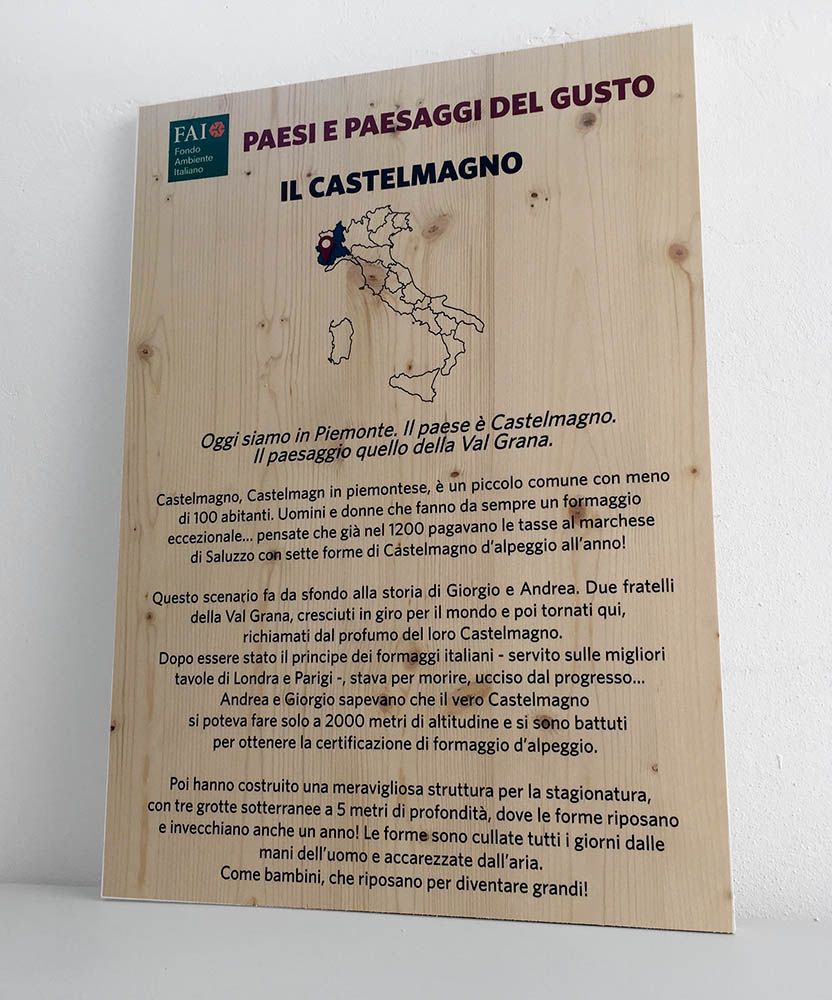 FAI
Fondo
Ambiente
Italiano
PAESI E PAESAGGI DEL GUSTO
IL CASTELMAGNO
Oggi siamo in Piemonte. Il paese è Castelmagno.
Il paesaggio quello della Val Grana.
Castelmagno, Castelmagn in piemontese, è un piccolo comune con meno
di 100 abitanti. Uomini e donne che fanno da sempre un formaggio
eccezionale... pensate che già nel 1200 pagavano le tasse al marchese
di Saluzzo con sette forme di Castelmagno d'alpeggio all'anno!
Questo scenario fa da sfondo alla storia di Giorgio e Andrea. Due fratelli
della Val Grana, cresciuti in giro per il mondo e poi tornati qui,
richiamati dal profumo del loro Castelmagno.
Dopo essere stato il principe dei formaggi italiani - servito sulle migliori
tavole di Londra e Parigi -, stava per morire, ucciso dal progresso...
Andrea e Giorgio sapevano che il vero Castelmagno
si poteva fare solo a 2000 metri di altitudine e si sono battuti
per ottenere la certificazione di formaggio d'alpeggio.
Poi hanno costruito una meravigliosa struttura per la stagionatura,
con tre grotte sotterranee a 5 metri di profondità, dove le forme riposano
e invecchiano anche un anno! Le forme sono cullate tutti i giorni dalle
mani dell'uomo e accarezzate dall'aria.
Come bambini, che riposano per diventare grandi!